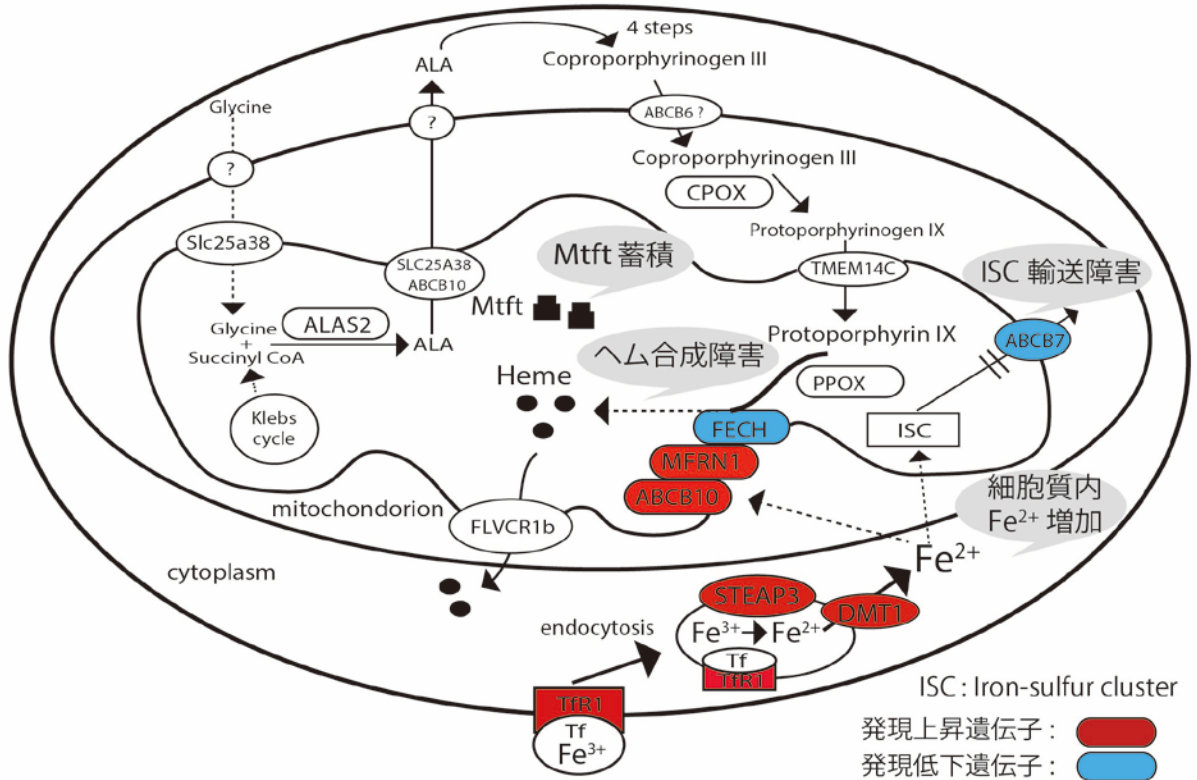 4 steps
ALA
Coproporphyrinogen III
Glycine
?
ABCB6 ?
?
Coproporphyrinogen III
CPOX
Slc25a38
Protoporphyrinogen IX
SLC25A38
ABCB10
Mtft 蓄積
TMEM14C
ISC 輸送障害
Mtft
Glycine
+
Succinyl CoA
ALAS2
ALA
Protoporphyrin IX
ABCB7
ヘム合成障害
Heme
PPOX
Klebs
cycle
FECH
ISC
MFRN1
ABCB10
細胞質内
Fe²⁺ 増加
mitochondorion
FLVCR1b
Fe²⁺
cytoplasm
STEAP3
DMT1
endocytosis
Fe³⁺
Fe²⁺
Tf
TfR1
TfR1
Tf
Fe³⁺
ISC : Iron-sulfur cluster
発現上昇遺伝子 :
発現低下遺伝子 :